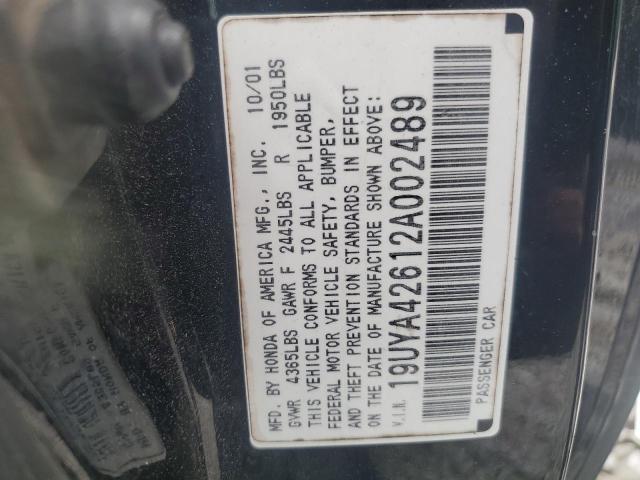 MFD. BY HONDA OF AMERICA MFG., INC. 10/01
GVWR 4365LBS GAWR F 2445LBS R 1950LBS
THIS VEHICLE CONFORMS TO ALL APPLICABLE
FEDERAL MOTOR VEHICLE SAFETY, BUMPER,
AND THEFT PREVENTION STANDARDS IN EFFECT
ON THE DATE OF MANUFACTURE SHOWN ABOVE:
V.I.N. 19UYA42612A002489
PASSENGER CAR